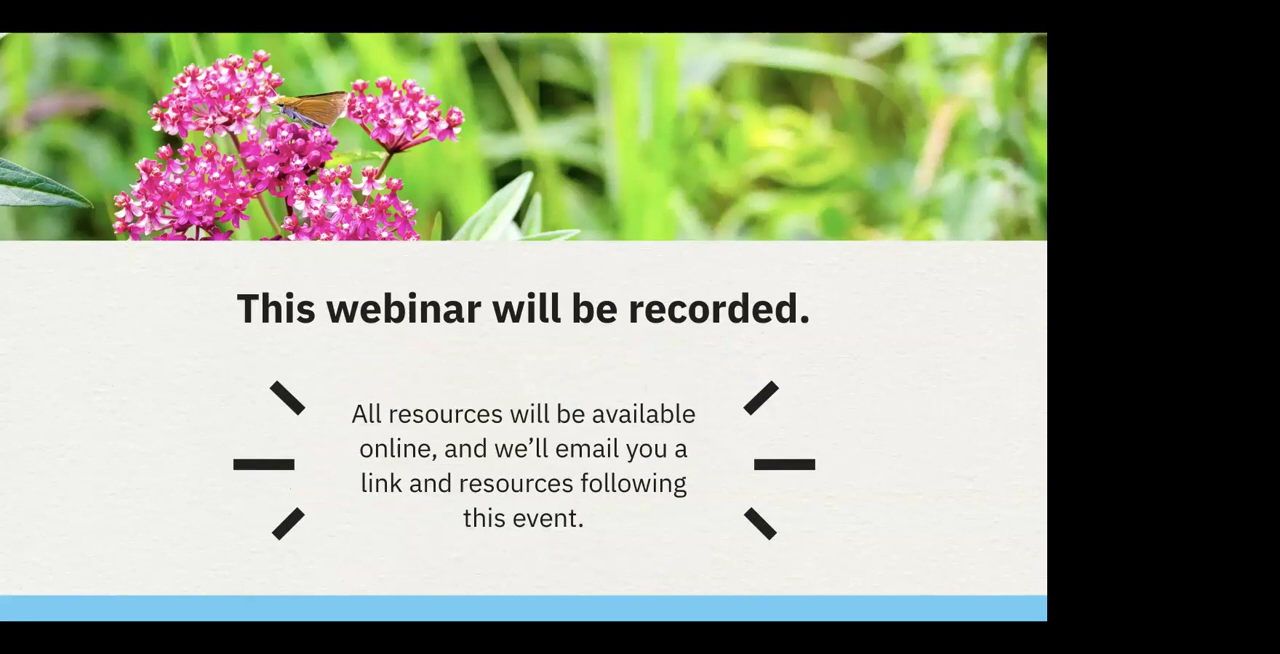 This webinar will be recorded.
All resources will be available
online, and we’ll email you a
link and resources following
this event.